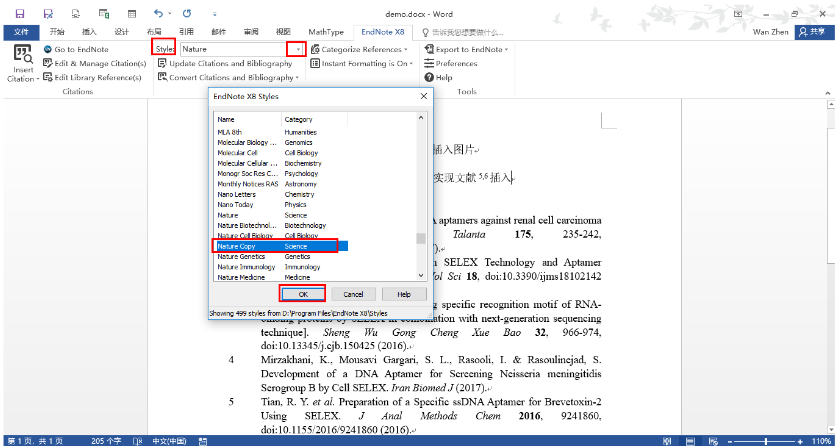 demo.docx - Word
文件 开始 插入 设计 布局 引用 邮件 审阅 视图 MathType EndNote X8 告诉我您想要做什么... Wan Zhen 共享
Insert Citation
Go to EndNote
Edit & Manage Citation(s)
Edit Library Reference(s)
Citations
Style: Nature
Update Citations and Bibliography
Convert Citations and Bibliography
Categorize References
Instant Formatting is On
Export to EndNote
Preferences
Help
Tools
EndNote X8 Styles
Name Category
MLA 8th Humanities
Molecular Biology ... Genomics
Molecular Cell Cell Biology
Molecular Cellular ... Biochemistry
Monogr Soc Res C... Psychology
Monthly Notices RAS Astronomy
Nano Letters Chemistry
Nano Today Physics
Nature Science
Nature Biotechnol... Biotechnology
Nature Cell Biology Cell Biology
Nature Copy Science
Nature Genetics Genetics
Nature Immunology Immunology
Nature Medicine Medicine
OK Cancel Help
Showing 499 styles from D:\Program Files\EndNote X8\Styles
插入图片
实现文献 5,6 插入
A aptamers against renal cell carcinoma
Talanta 175, 235-242,
SELEX Technology and Aptamer
Sci 18, doi:10.3390/ijms18102142
specific recognition motif of RNA-
binding proteins by SELEX in combination with next-generation sequencing
technique]. Sheng Wu Gong Cheng Xue Bao 32, 966-974,
doi:10.13345/j.cjb.150425 (2016).
4 Mirzakhani, K., Mousavi Gargari, S. L., Rasooli, I. & Rasoulinejad, S.
Development of a DNA Aptamer for Screening Neisseria meningitidis
Serogroup B by Cell SELEX. Iran Biomed J (2017).
5 Tian, R. Y. et al. Preparation of a Specific ssDNA Aptamer for Brevetoxin-2
Using SELEX. J Anal Methods Chem 2016, 9241860,
doi:10.1155/2016/9241860 (2016).
第 1 页，共 1 页 205 个字 中文(中国) 110%